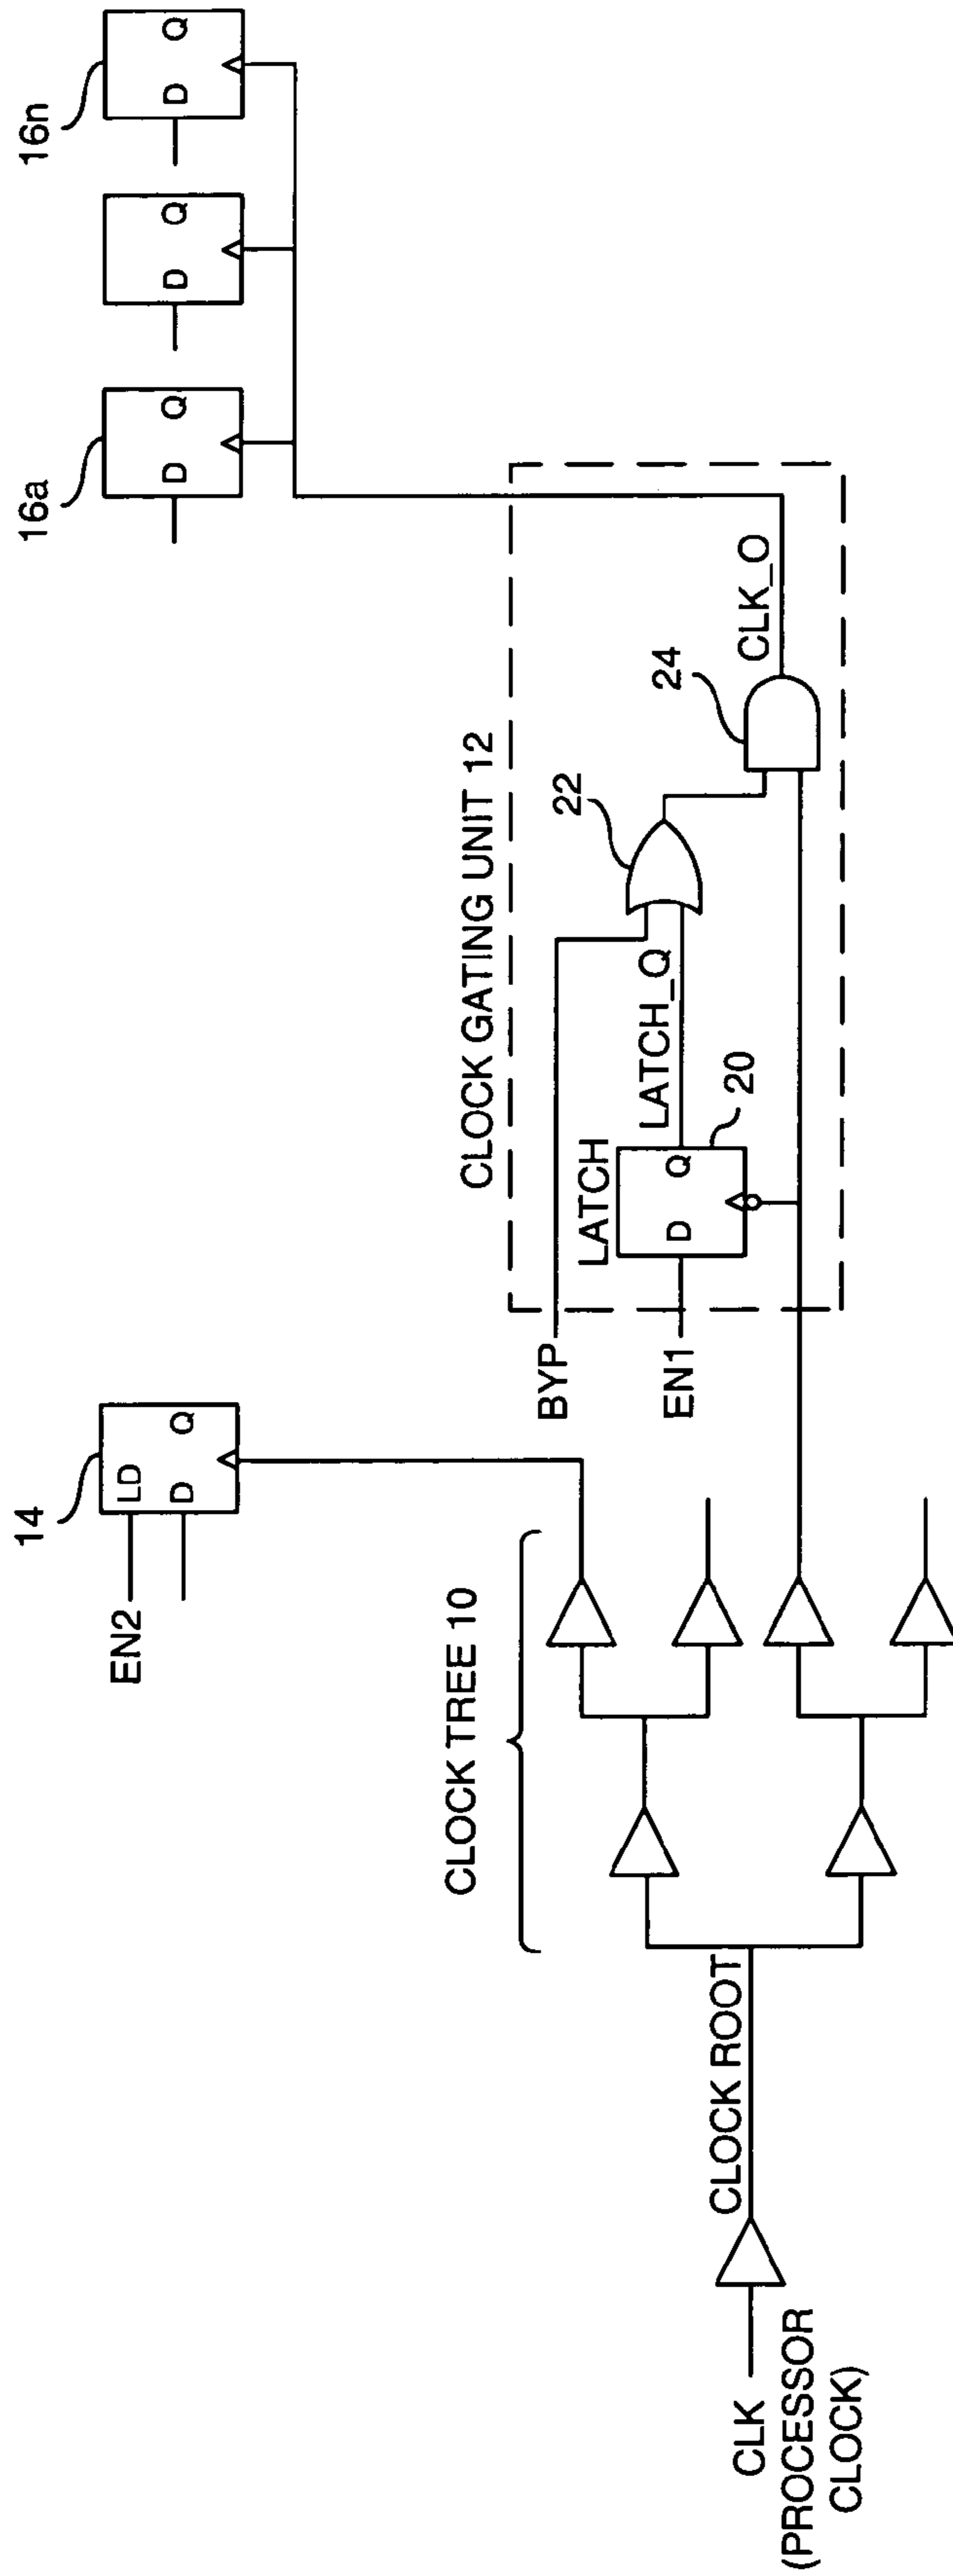 14
EN2
LD
D Q
16a
D Q
D Q
16n
D Q
CLOCK TREE 10
CLOCK GATING UNIT 12
BYP
EN1
LATCH
D Q
LATCH_Q
20
22
24
CLK_O
CLOCK ROOT
CLK
(PROCESSOR
CLOCK)